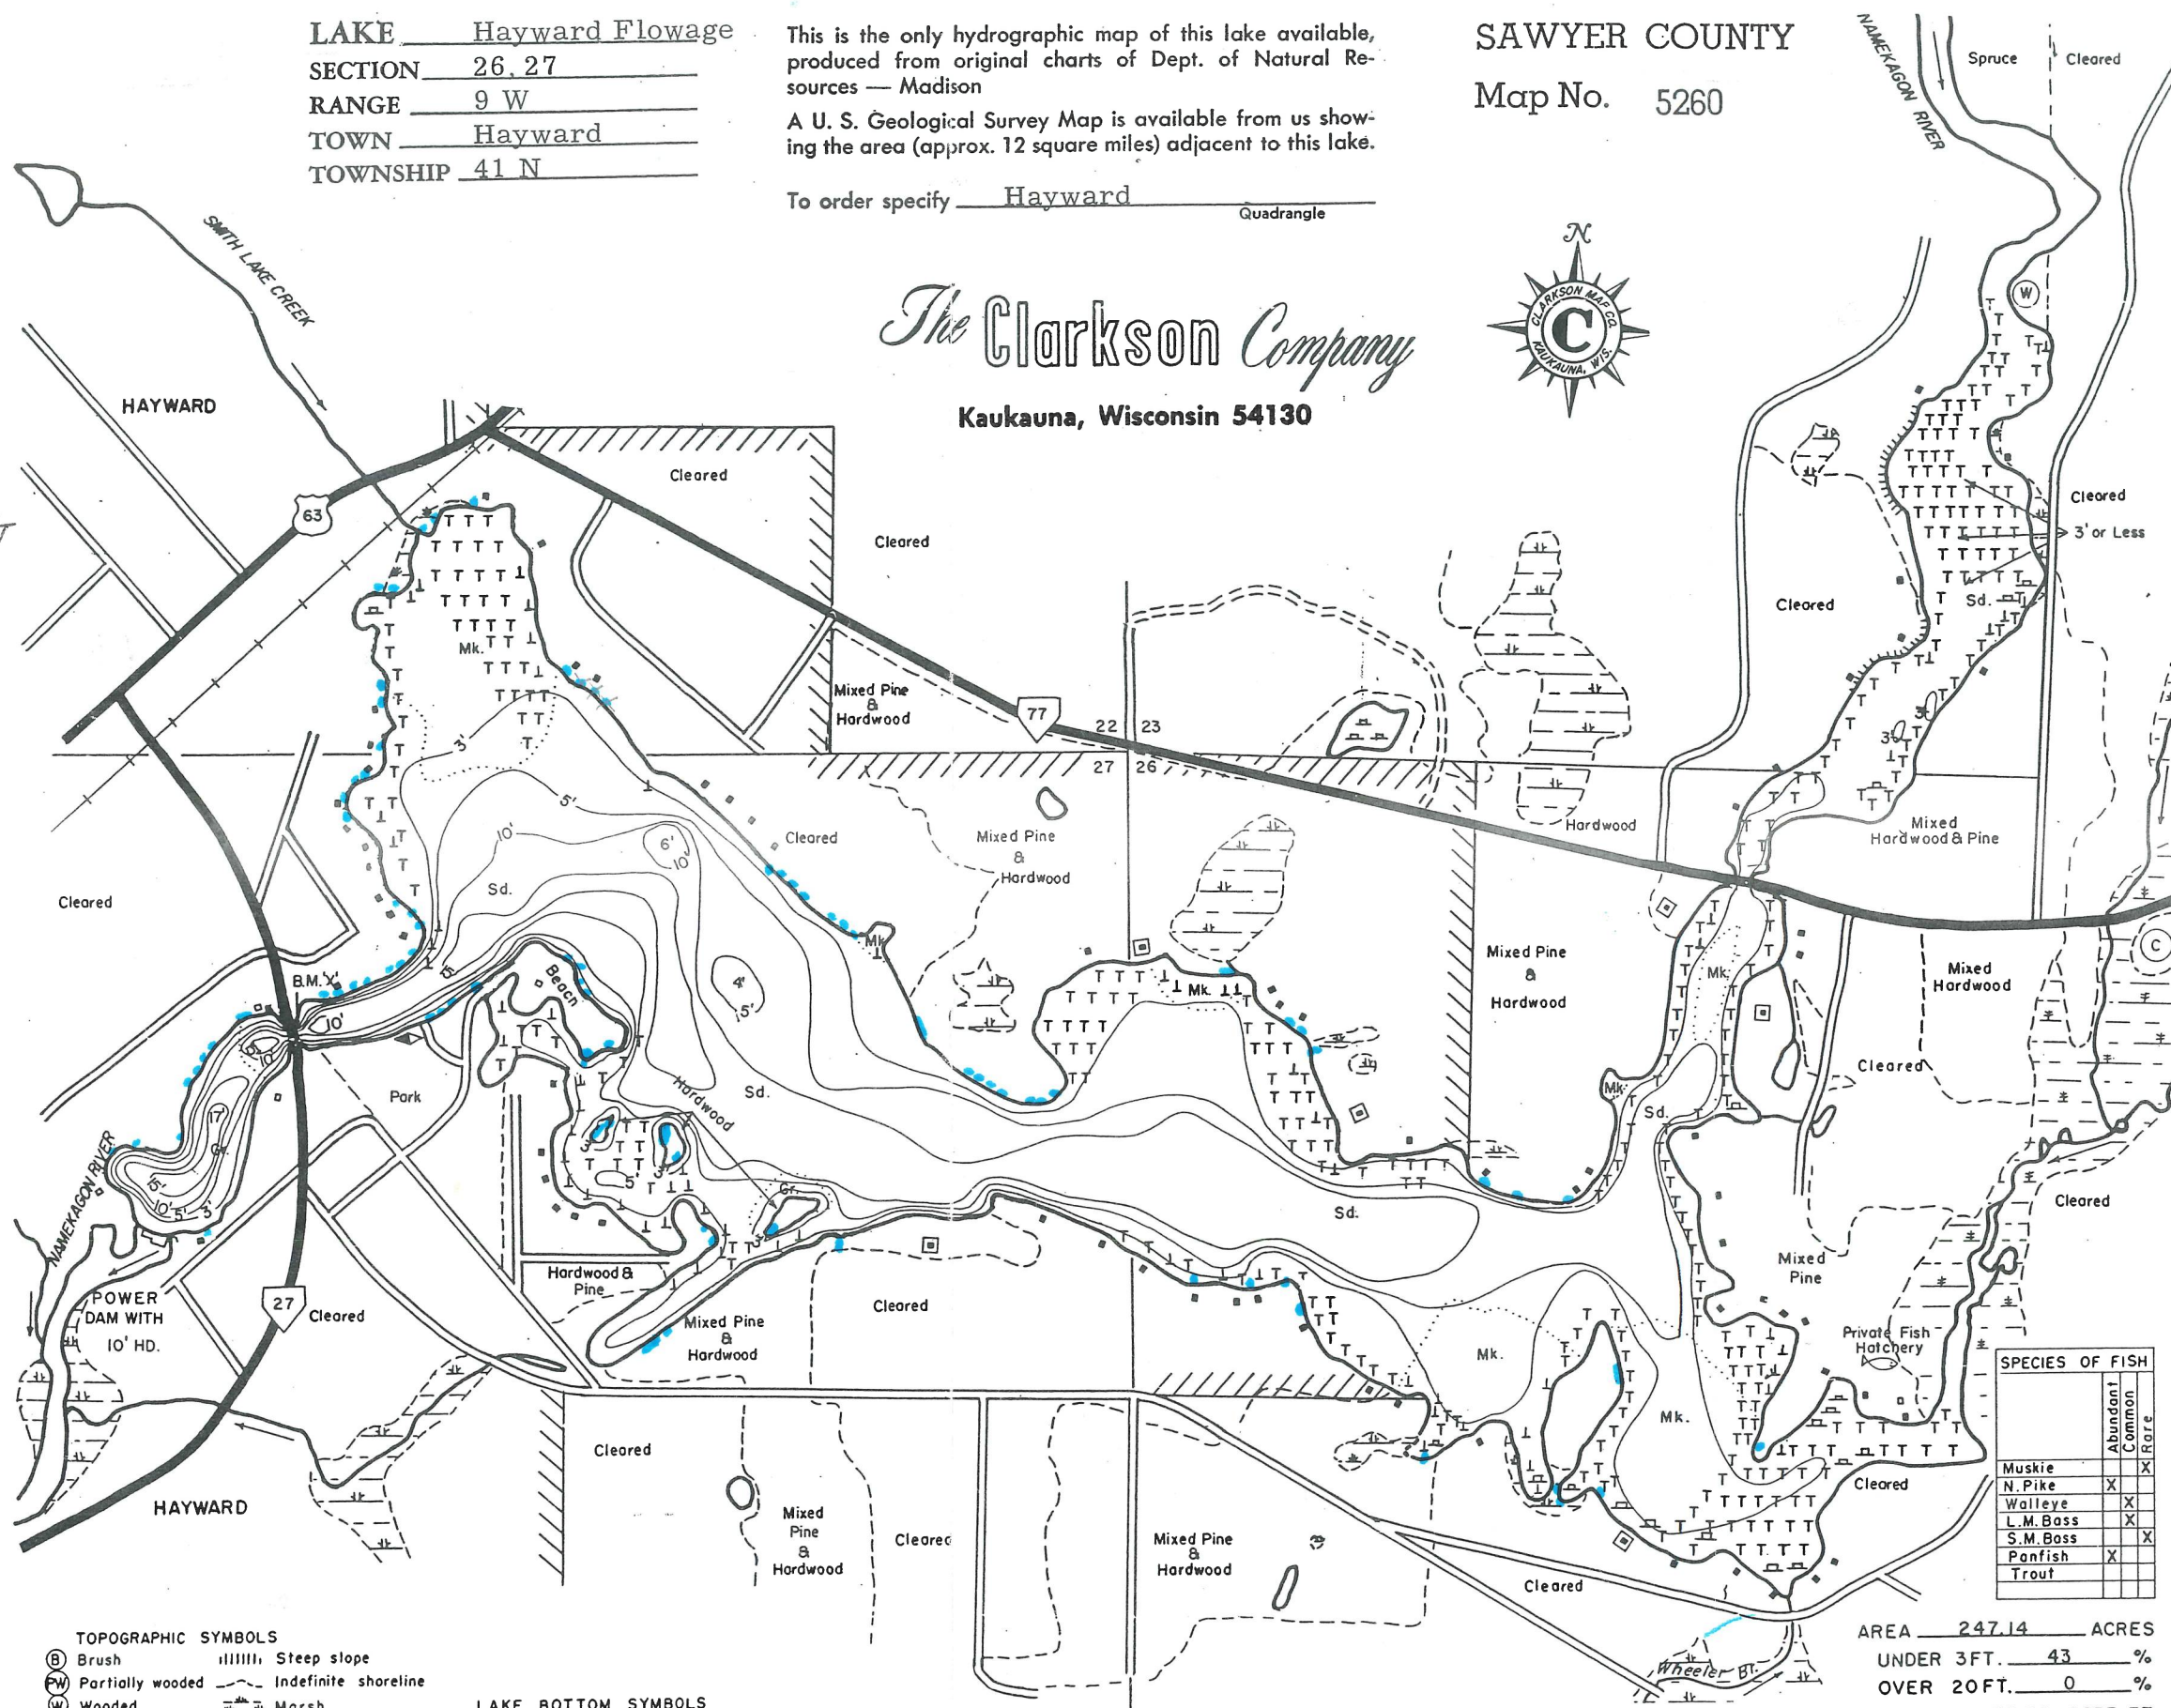 LAKE Hayward Flowage
SECTION 26, 27
RANGE 9 W
TOWN Hayward
TOWNSHIP 41 N
This is the only hydrographic map of this lake available,
produced from original charts of Dept. of Natural Re-
sources — Madison
A U. S. Geological Survey Map is available from us show-
ing the area (approx. 12 square miles) adjacent to this lake.
To order specify Hayward
Quadrangle
SAWYER COUNTY
Map No. 5260
The Clarkson Company
Kaukauna, Wisconsin 54130
N
CLARKSON MAP CO.
C
KAUKAUNA, WIS.
NAMEKAGON RIVER
Spruce
Cleared
W
SMITH LAKE CREEK
HAYWARD
63
Cleared
Cleared
Cleared
3' or Less
Cleared
Sd.
Mk.
Mixed Pine
&
Hardwood
77
22 23
27 26
3'
3'
3'
5'
10'
6'
10'
Sd.
Cleared
Mixed Pine
&
Hardwood
Hardwood
Mixed
Hardwood & Pine
Cleared
Mk.
Mixed Pine
&
Hardwood
Mk.
Mixed
Hardwood
C
B.M.'X'
15'
Beach
4'
5'
Mk.
10'
10'
Park
Hardwood
Sd.
Mk.
Sd.
Cleared
17'
Gr.
15'
10' 5' 3'
NAMEKAGON RIVER
3'
5'
3'
Gr.
3'
Sd.
Cleared
Mixed
Pine
Hardwood &
Pine
POWER
DAM WITH
10' HD.
27
Cleared
Mixed Pine
&
Hardwood
Cleared
Mk.
Mk.
Private Fish
Hatchery
SPECIES OF FISH
Abundant
Common
Rare
Muskie X
N. Pike X
Walleye X
L.M. Bass X
S.M. Bass X
Panfish X
Trout
Cleared
HAYWARD
Cleared
Mixed
Pine
&
Hardwood
Cleared
Mixed Pine
&
Hardwood
Cleared
Wheeler Br.
AREA 247.14 ACRES
UNDER 3 FT. 43 %
OVER 20 FT. 0 %
TOPOGRAPHIC SYMBOLS
B Brush
Steep slope
PW Partially wooded
Indefinite shoreline
W Wooded
Marsh
LAKE BOTTOM SYMBOLS